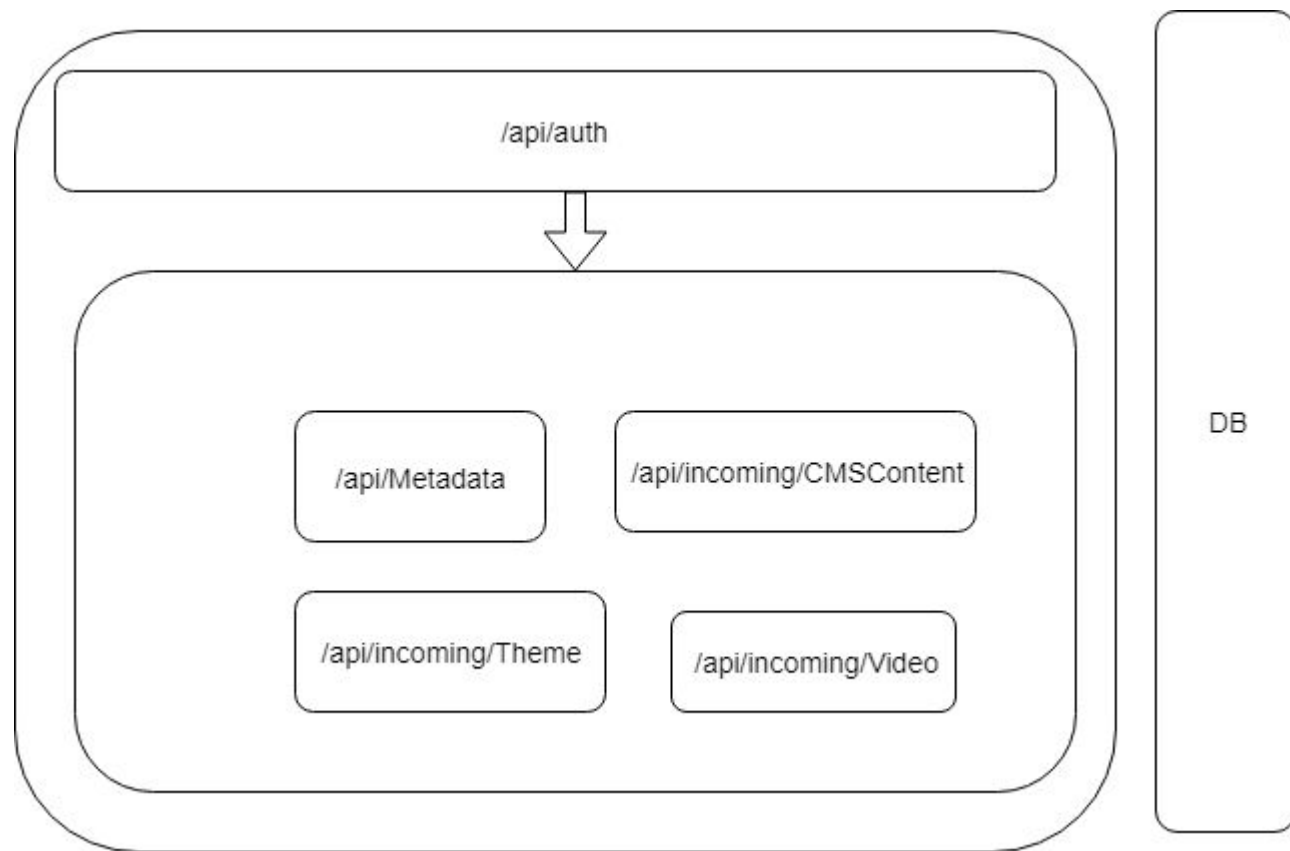 /api/auth
DB
/api/Metadata
/api/incoming/CMSContent
/api/incoming/Theme
/api/incoming/Video